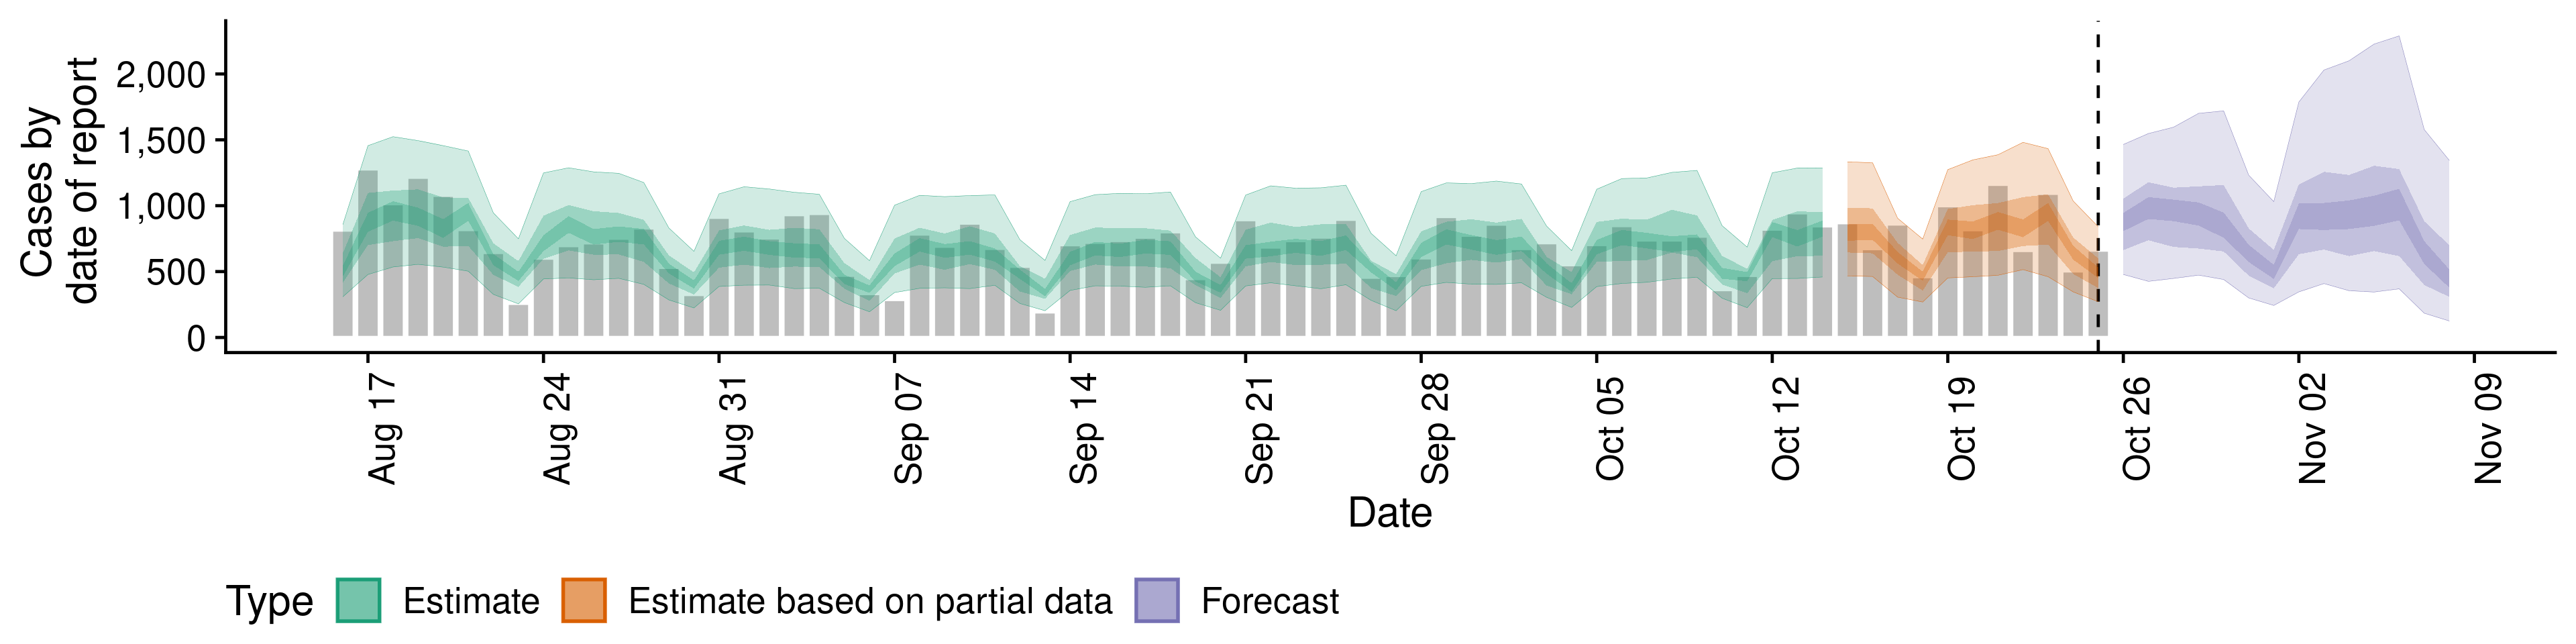 Cases by
date of report
2,000
1,500
1,000
500
0
Aug 17
Aug 24
Aug 31
Sep 07
Sep 14
Sep 21
Sep 28
Oct 05
Oct 12
Oct 19
Oct 26
Nov 02
Nov 09
Date
Type Estimate Estimate based on partial data Forecast